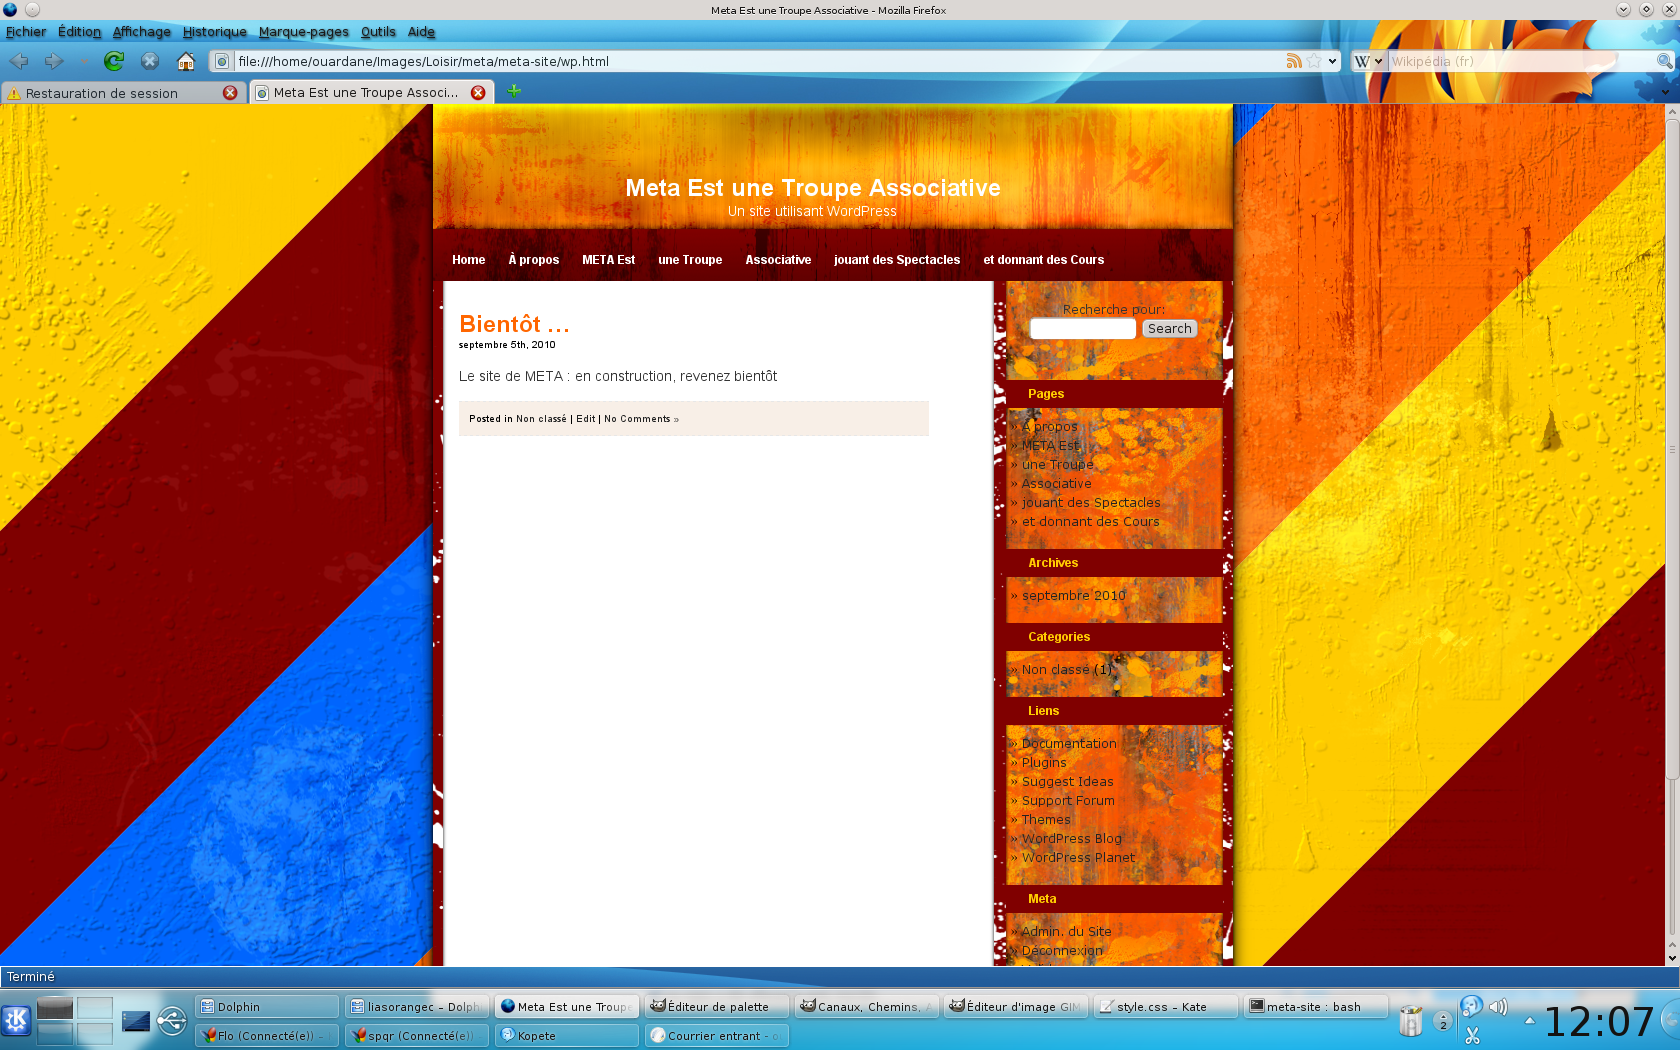 Meta Est une Troupe Associative - Mozilla Firefox
Fichier Édition Affichage Historique Marque-pages Outils Aide
file:///home/ouardane/Images/Loisir/meta/meta-site/wp.html
W Wikipédia (fr)
Restauration de session
Meta Est une Troupe Associ...
Meta Est une Troupe Associative
Un site utilisant WordPress
Home À propos META Est une Troupe Associative jouant des Spectacles et donnant des Cours
Bientôt …
septembre 5th, 2010
Le site de META : en construction, revenez bientôt
Posted in Non classé | Edit | No Comments »
Recherche pour:
Search
Pages
» À propos
» META Est
» une Troupe
» Associative
» jouant des Spectacles
» et donnant des Cours
Archives
» septembre 2010
Categories
» Non classé (1)
Liens
» Documentation
» Plugins
» Suggest Ideas
» Support Forum
» Themes
» WordPress Blog
» WordPress Planet
Meta
» Admin. du Site
» Déconnexion
Terminé
Dolphin
liasorangec – Dolph
Meta Est une Troupe
Éditeur de palette
Canaux, Chemins, A
Éditeur d'image GIM
style.css – Kate
meta-site : bash
Flo (Connecté(e)) –
spqr (Connecté(e))
Kopete
Courrier entrant –
2
12:07